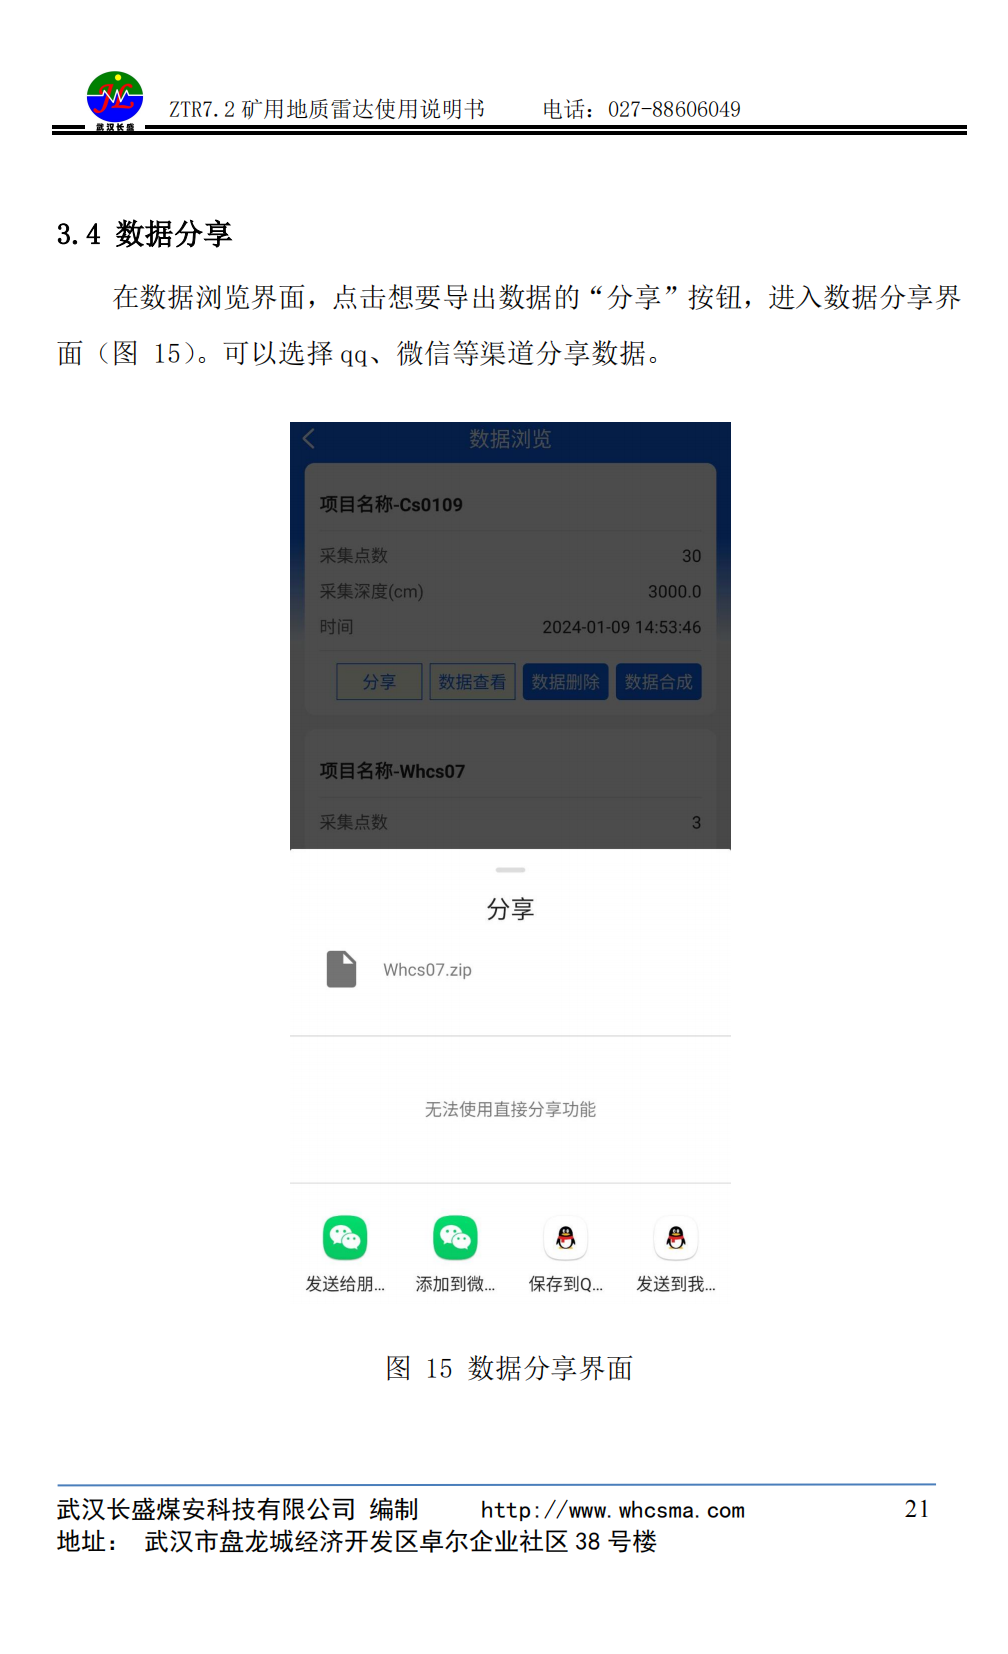 武汉长盛
ZTR7.2 矿用地质雷达使用说明书 电话：027-88606049
3.4 数据分享
在数据浏览界面，点击想要导出数据的“分享”按钮，进入数据分享界
面（图 15）。可以选择 qq、微信等渠道分享数据。
数据浏览
项目名称-Cs0109
采集点数 30
采集深度(cm) 3000.0
时间 2024-01-09 14:53:46
分享 数据查看 数据删除 数据合成
项目名称-Whcs07
采集点数 3
分享
Whcs07.zip
无法使用直接分享功能
发送给朋... 添加到微... 保存到Q... 发送到我...
图 15 数据分享界面
武汉长盛煤安科技有限公司 编制 http://www.whcsma.com 21
地址： 武汉市盘龙城经济开发区卓尔企业社区 38 号楼